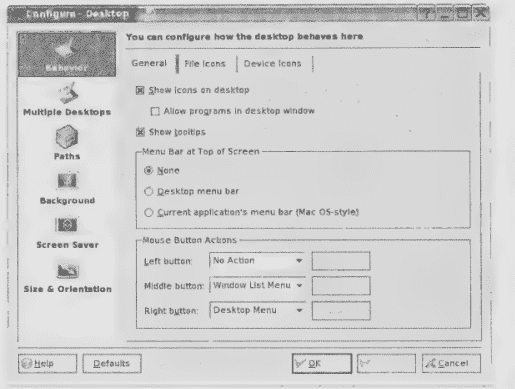 Configure - Desktop
Behavior
Multiple Desktops
Paths
Background
Screen Saver
Size & Orientation
You can configure how the desktop behaves here
General File Icons Device Icons
Show icons on desktop
Allow programs in desktop window
Show tooltips
Menu Bar at Top of Screen
None
Desktop menu bar
Current application's menu bar (Mac OS-style)
Mouse Button Actions
Left button: No Action
Middle button: Window List Menu
Right button: Desktop Menu
Help Defaults OK Cancel